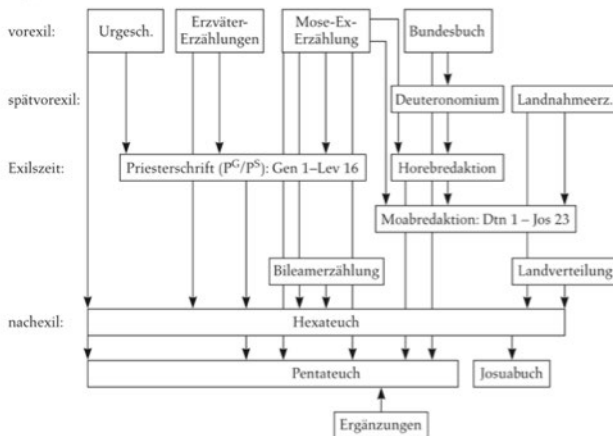 vorexil:
Urgesch.
Erzväter-
Erzählungen
Mose-Ex-
Erzählung
Bundesbuch
spätvorexil:
Deuteronomium
Landnahmeerz.
Exilszeit:
Priesterschrift (Pᴳ/Pˢ): Gen 1–Lev 16
Horebredaktion
Moabredaktion: Dtn 1 – Jos 23
Bileamerzählung
Landverteilung
nachexil:
Hexateuch
Pentateuch
Josuabuch
Ergänzungen